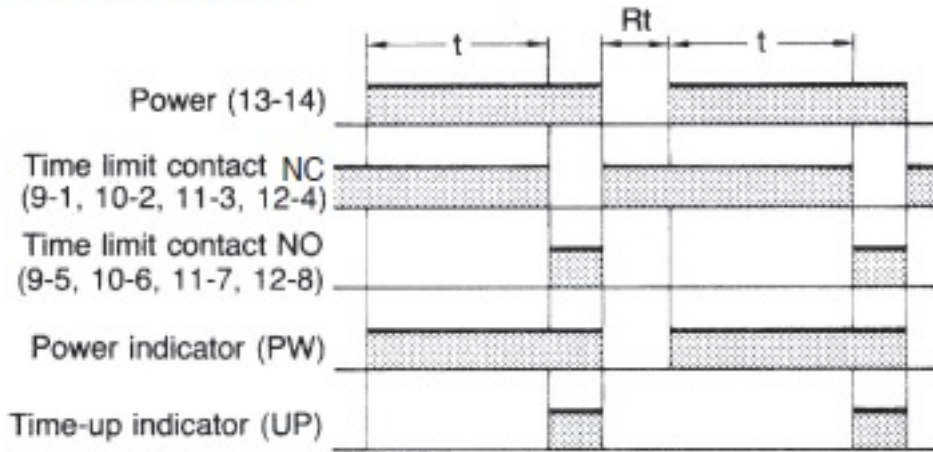 Rt
t t
Power (13-14)
Time limit contact NC
(9-1, 10-2, 11-3, 12-4)
Time limit contact NO
(9-5, 10-6, 11-7, 12-8)
Power indicator (PW)
Time-up indicator (UP)